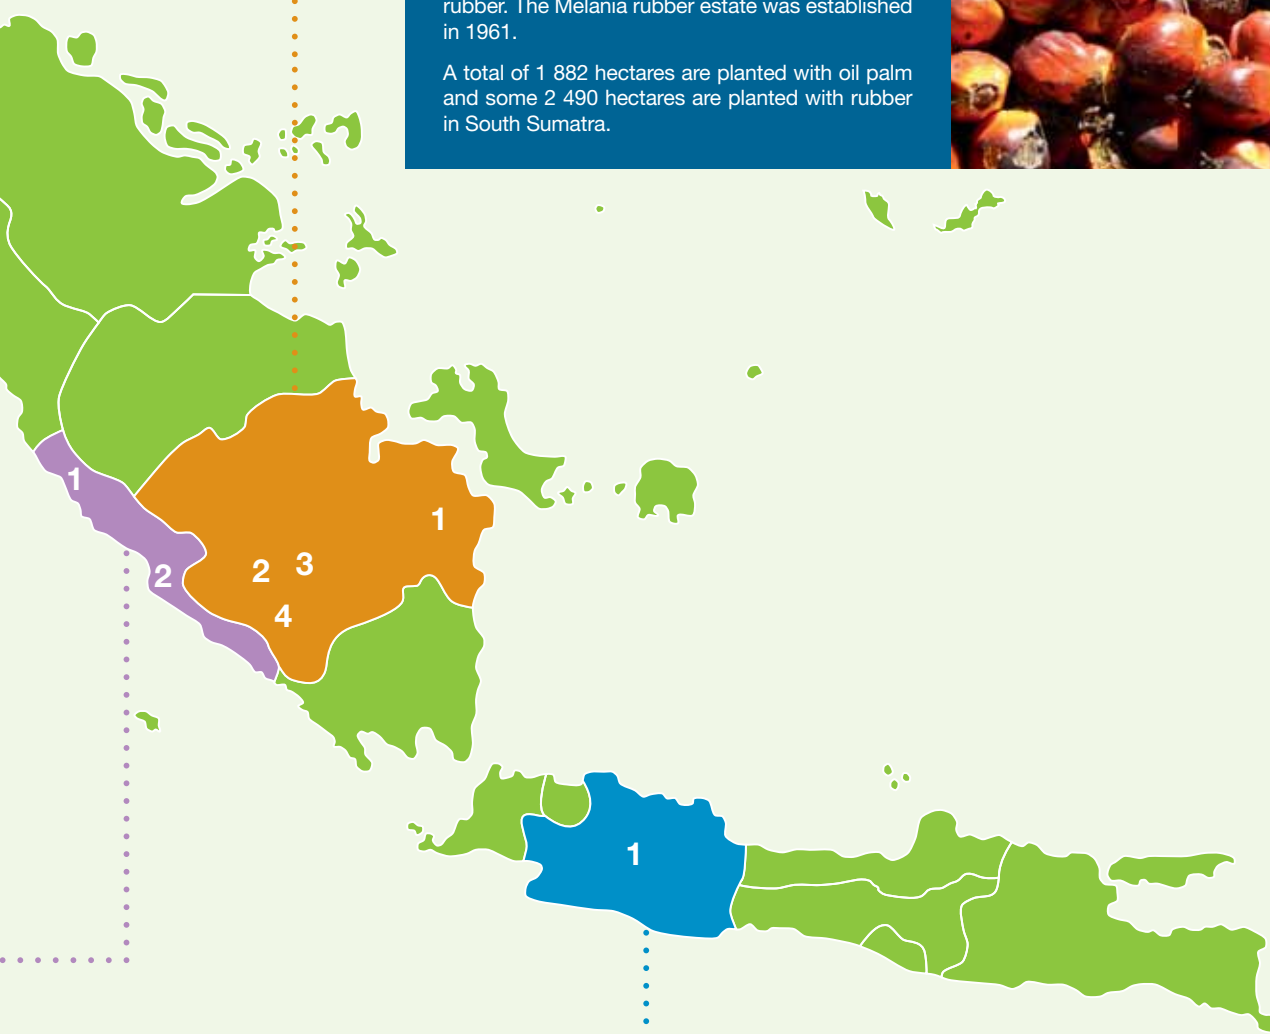 rubber. The Melania rubber estate was established
in 1961.
A total of 1 882 hectares are planted with oil palm
and some 2 490 hectares are planted with rubber
in South Sumatra.
1
1
2
3
2
4
1